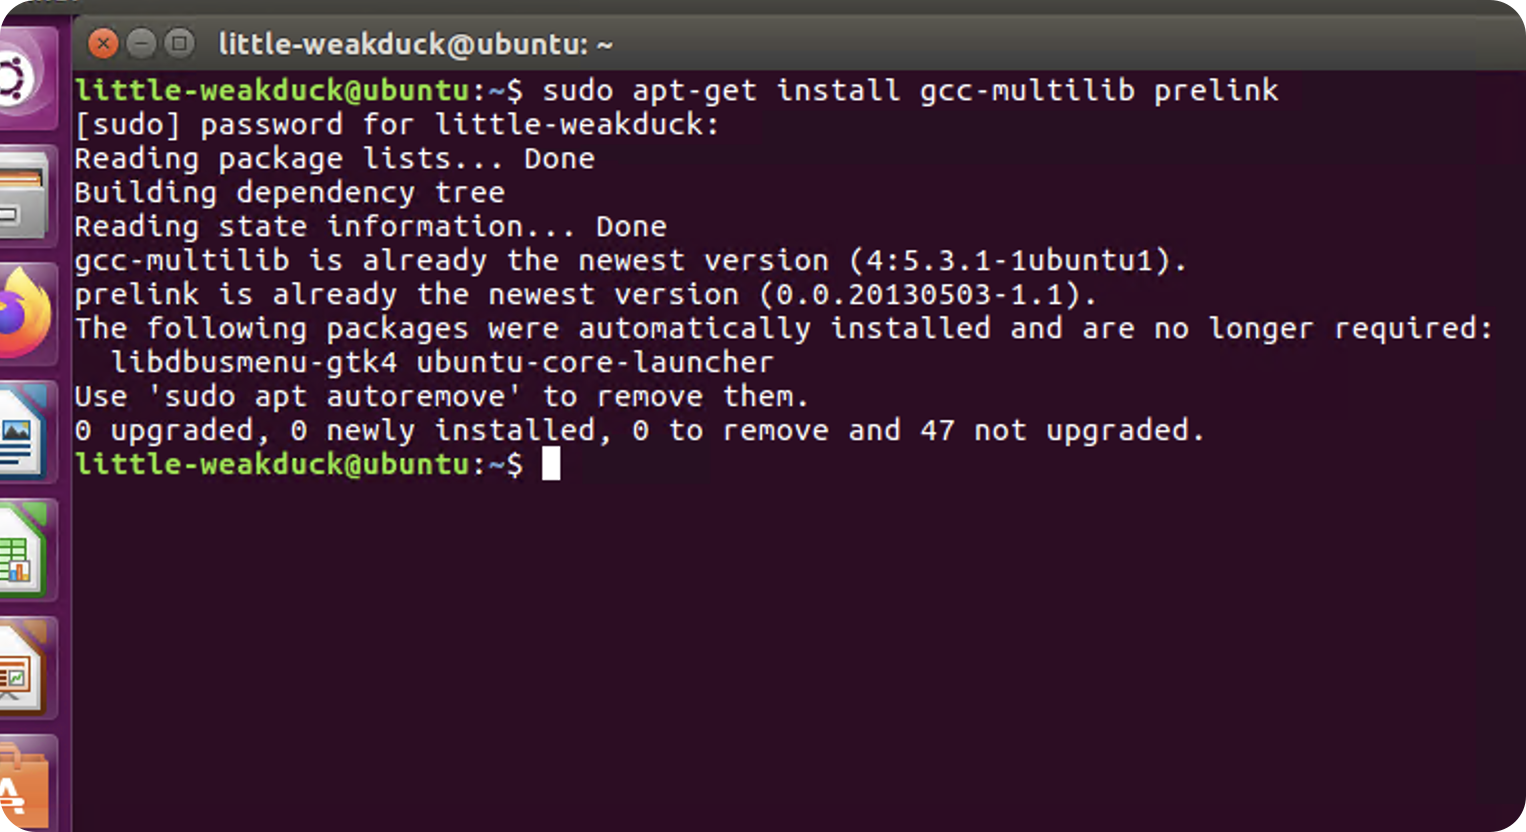 little-weakduck@ubuntu: ~
little-weakduck@ubuntu:~$ sudo apt-get install gcc-multilib prelink
[sudo] password for little-weakduck:
Reading package lists... Done
Building dependency tree
Reading state information... Done
gcc-multilib is already the newest version (4:5.3.1-1ubuntu1).
prelink is already the newest version (0.0.20130503-1.1).
The following packages were automatically installed and are no longer required:
  libdbusmenu-gtk4 ubuntu-core-launcher
Use 'sudo apt autoremove' to remove them.
0 upgraded, 0 newly installed, 0 to remove and 47 not upgraded.
little-weakduck@ubuntu:~$